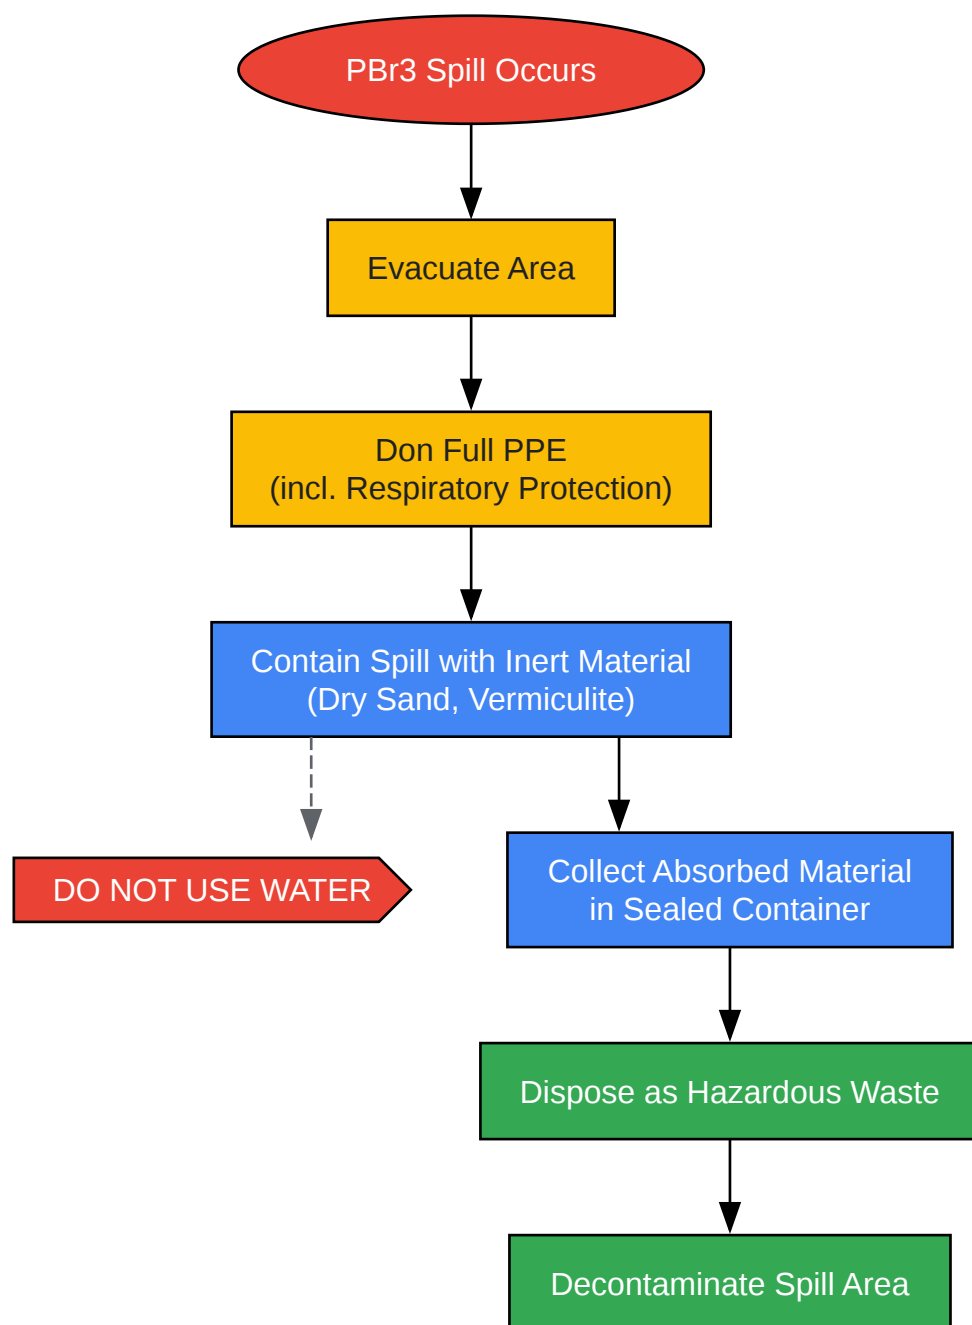 PBr3 Spill Occurs
Evacuate Area
Don Full PPE
(incl. Respiratory Protection)
Contain Spill with Inert Material
(Dry Sand, Vermiculite)
DO NOT USE WATER
Collect Absorbed Material
in Sealed Container
Dispose as Hazardous Waste
Decontaminate Spill Area